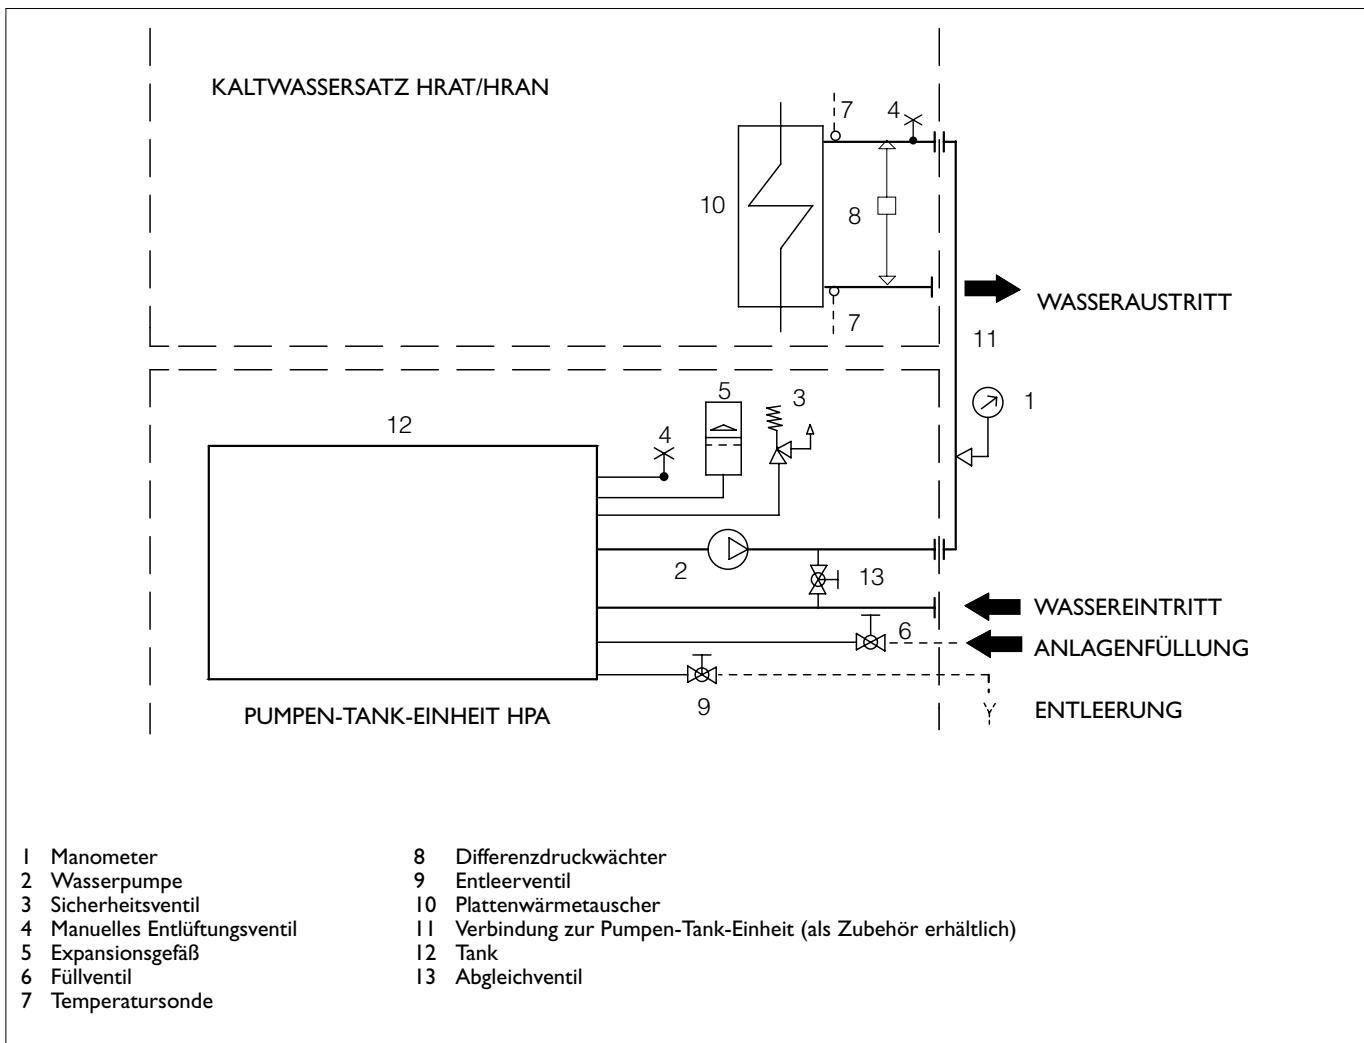 KALTWASSERSATZ HRAT/HRAN
7
4
10
8
WASSERAUSTRITT
7
11
5
3
1
12
4
2
13
WASSEREINTRITT
6
ANLAGENFÜLLUNG
9
PUMPEN-TANK-EINHEIT HPA
ENTLEERUNG
1 Manometer
2 Wasserpumpe
3 Sicherheitsventil
4 Manuelles Entlüftungsventil
5 Expansionsgefäß
6 Füllventil
7 Temperatursonde
8 Differenzdruckwächter
9 Entleerventil
10 Plattenwärmetauscher
11 Verbindung zur Pumpen-Tank-Einheit (als Zubehör erhältlich)
12 Tank
13 Abgleichventil